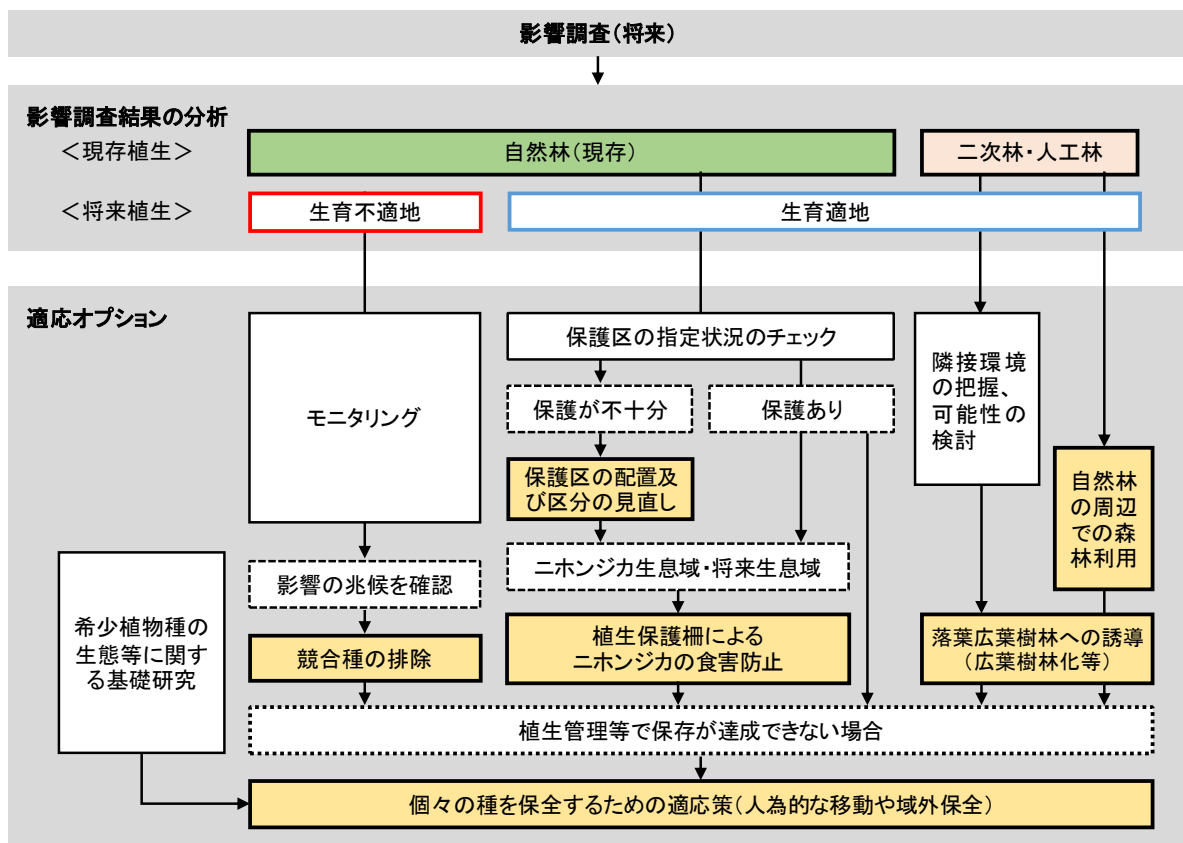 影響調査（将来）
影響調査結果の分析
＜現存植生＞
自然林（現存）
二次林・人工林
＜将来植生＞
生育不適地
生育適地
適応オプション
モニタリング
保護区の指定状況のチェック
保護が不十分
保護あり
保護区の配置及
び区分の見直し
隣接環境
の把握、
可能性の
検討
自然林
の周辺
での森
林利用
ニホンジカ生息域・将来生息域
影響の兆候を確認
希少植物種の
生態等に関す
る基礎研究
競合種の排除
植生保護柵による
ニホンジカの食害防止
落葉広葉樹林への誘導
（広葉樹林化等）
植生管理等で保存が達成できない場合
個々の種を保全するための適応策（人為的な移動や域外保全）